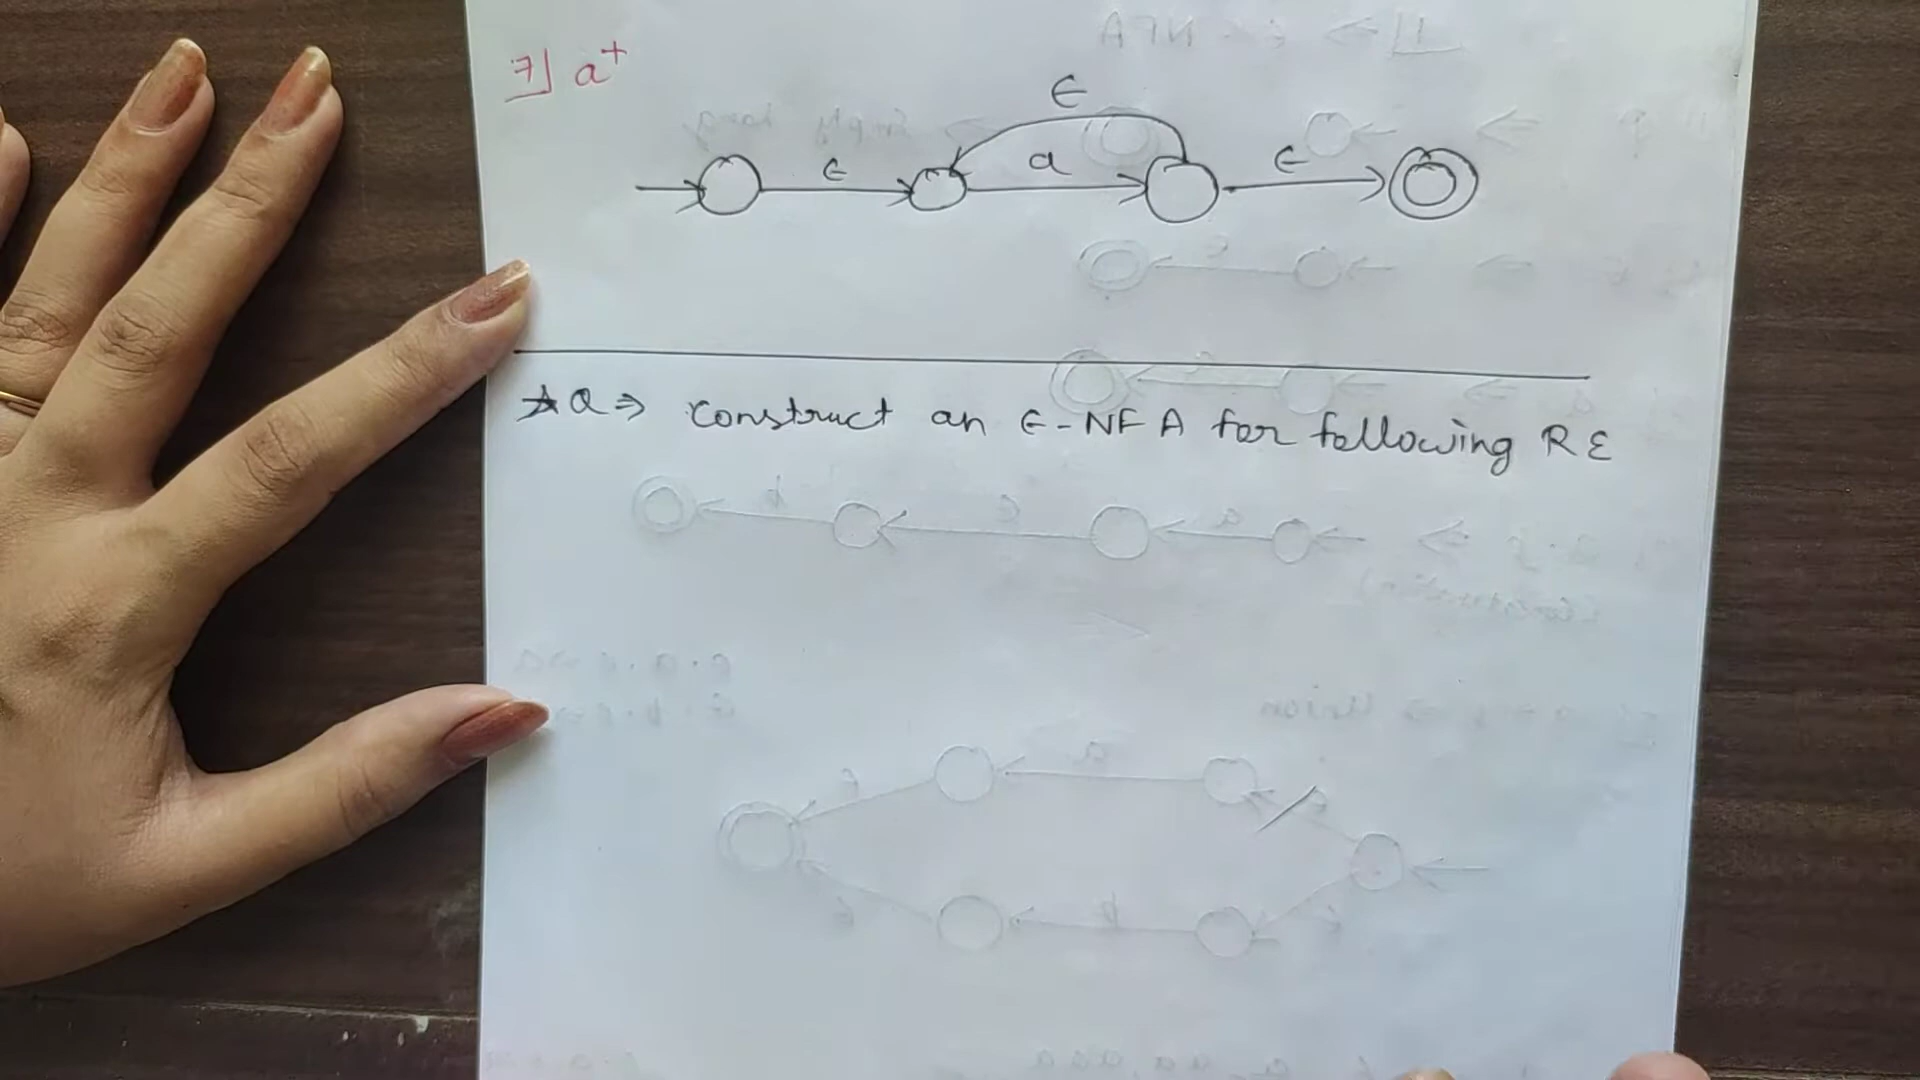 7] a+
ϵ
ϵ a ϵ
★ Q ⇒ construct an ϵ-NFA for following RE